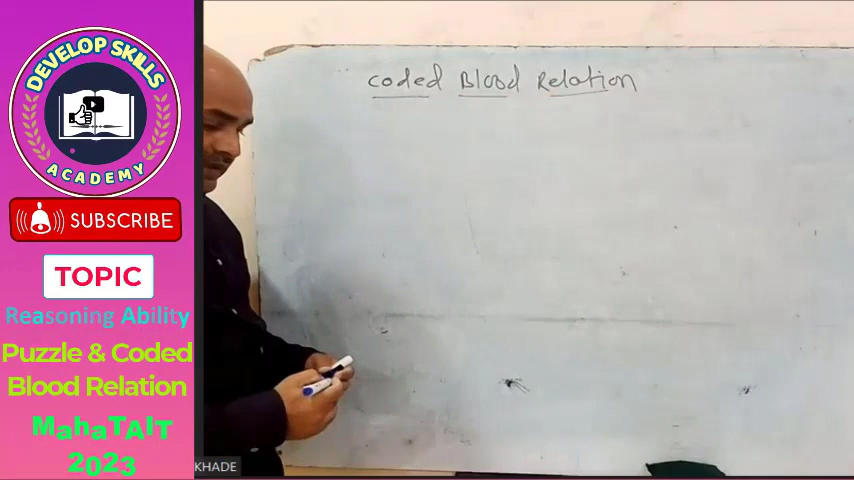 DEVELOP SKILLS
ACADEMY
SUBSCRIBE
TOPIC
Reasoning Ability
Puzzle & Coded
Blood Relation
MahaTAIT
2023
coded Blood Relation
KHADE